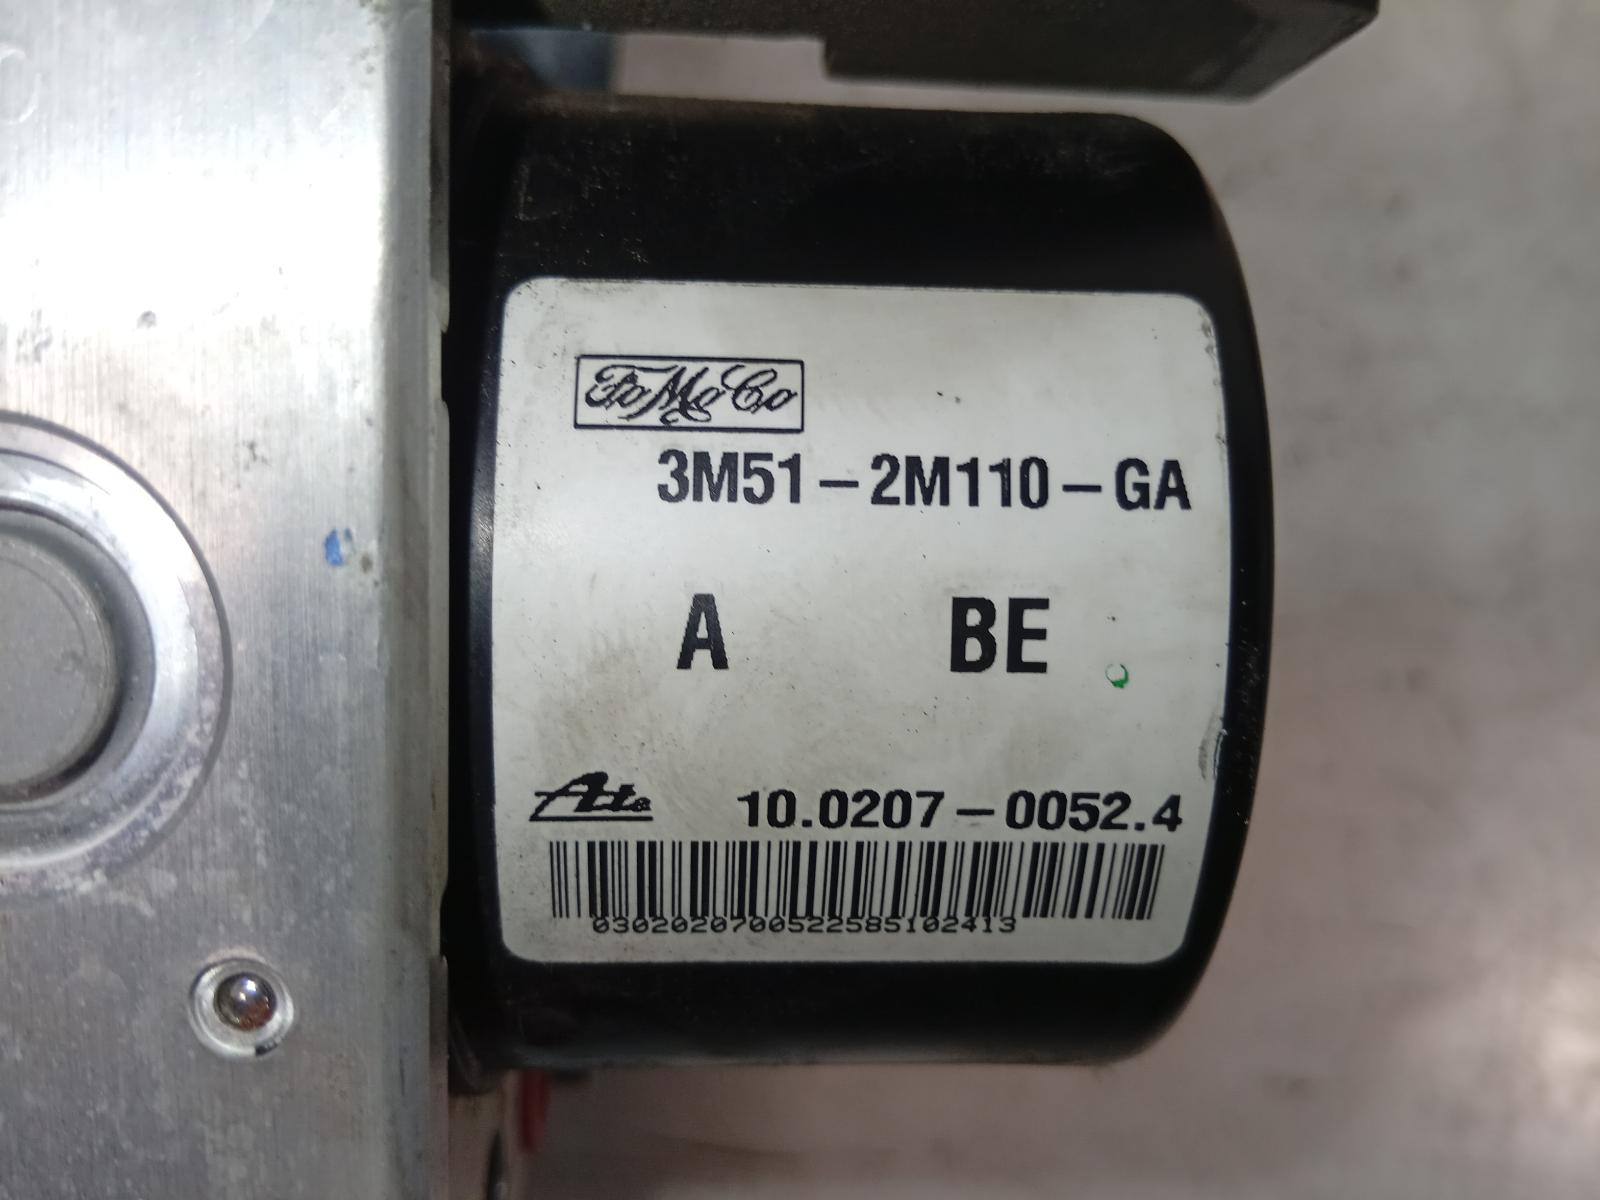 FoMoCo
3M51-2M110-GA
A BE
Ate 10.0207-0052.4
0302020700522585102413